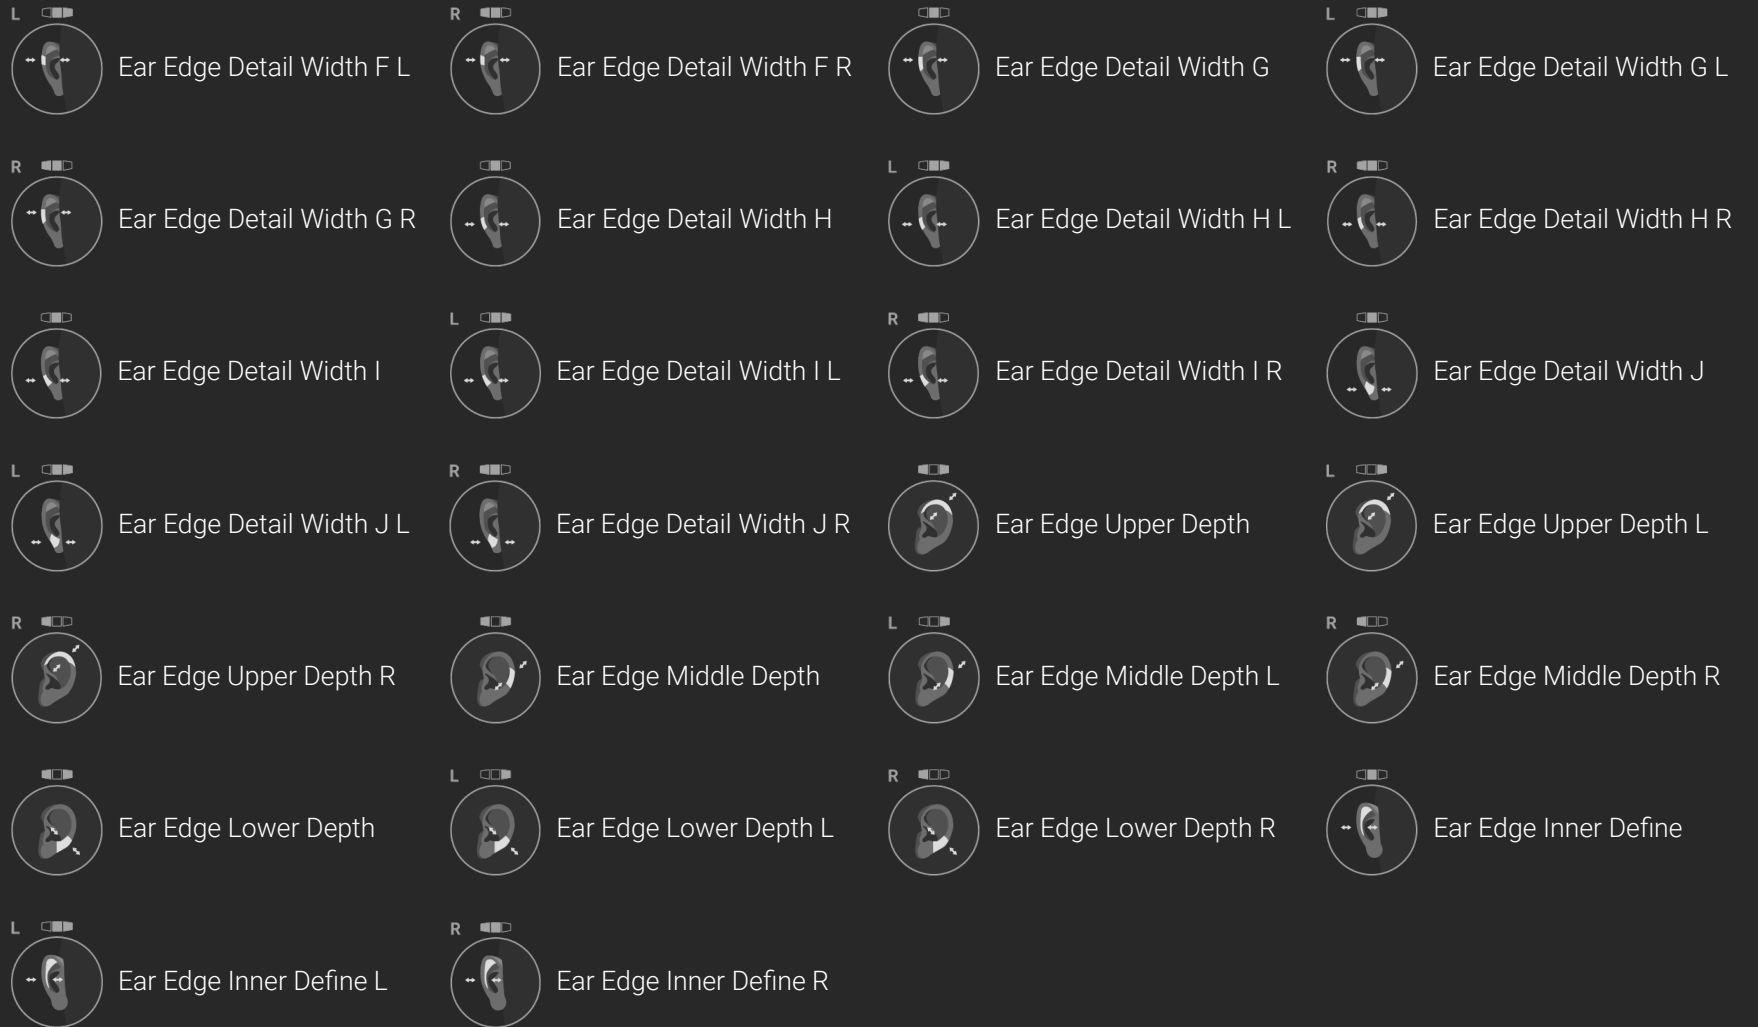 L
Ear Edge Detail Width F L
R
Ear Edge Detail Width F R
Ear Edge Detail Width G
L
Ear Edge Detail Width G L
R
Ear Edge Detail Width G R
Ear Edge Detail Width H
L
Ear Edge Detail Width H L
R
Ear Edge Detail Width H R
Ear Edge Detail Width I
L
Ear Edge Detail Width I L
R
Ear Edge Detail Width I R
Ear Edge Detail Width J
L
Ear Edge Detail Width J L
R
Ear Edge Detail Width J R
Ear Edge Upper Depth
L
Ear Edge Upper Depth L
R
Ear Edge Upper Depth R
Ear Edge Middle Depth
L
Ear Edge Middle Depth L
R
Ear Edge Middle Depth R
Ear Edge Lower Depth
L
Ear Edge Lower Depth L
R
Ear Edge Lower Depth R
Ear Edge Inner Define
L
Ear Edge Inner Define L
R
Ear Edge Inner Define R